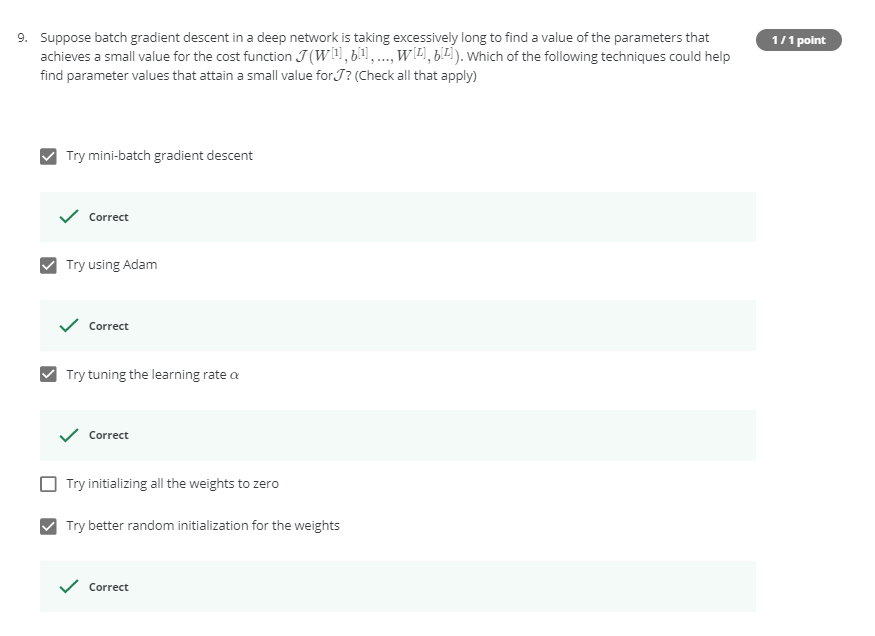 9. Suppose batch gradient descent in a deep network is taking excessively long to find a value of the parameters that
1 / 1 point
achieves a small value for the cost function 𝒥(W^[1], b^[1], ..., W^[L], b^[L]). Which of the following techniques could help
find parameter values that attain a small value for𝒥? (Check all that apply)
Try mini-batch gradient descent
Correct
Try using Adam
Correct
Try tuning the learning rate α
Correct
Try initializing all the weights to zero
Try better random initialization for the weights
Correct